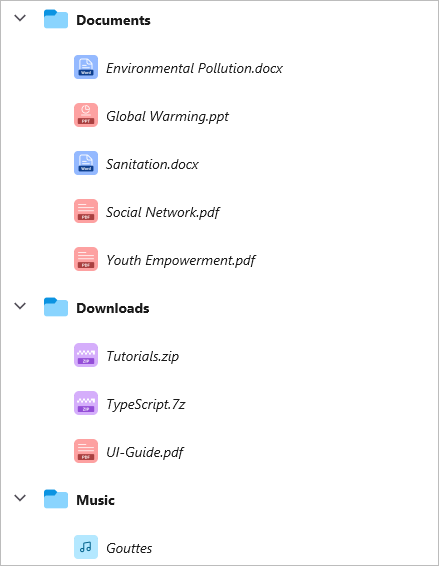 Documents
Word
Environmental Pollution.docx
PPT
Global Warming.ppt
Word
Sanitation.docx
PDF
Social Network.pdf
PDF
Youth Empowerment.pdf
Downloads
ZIP
Tutorials.zip
ZIP
TypeScript.7z
PDF
UI-Guide.pdf
Music
Gouttes